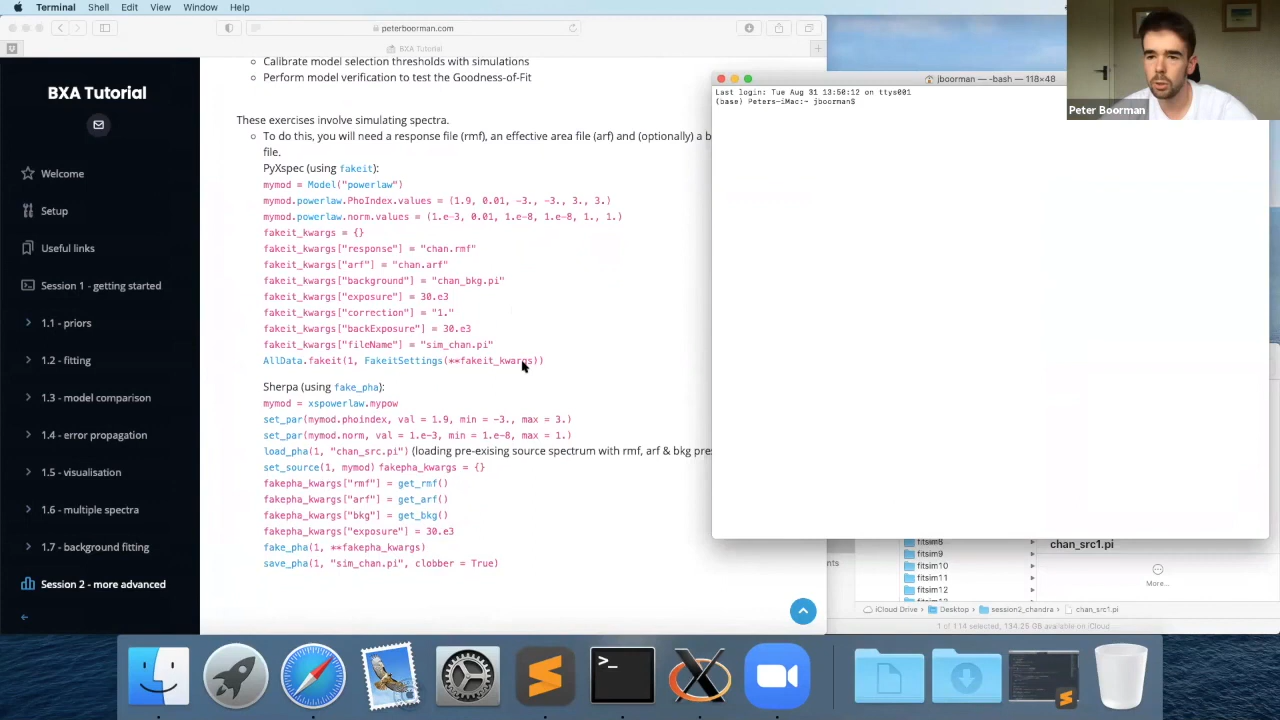 Terminal Shell Edit View Window Help
peterboorman.com
BXA Tutorial
BXA Tutorial
Welcome
Setup
Useful links
Session 1 - getting started
1.1 - priors
1.2 - fitting
1.3 - model comparison
1.4 - error propagation
1.5 - visualisation
1.6 - multiple spectra
1.7 - background fitting
Session 2 - more advanced
Calibrate model selection thresholds with simulations
Perform model verification to test the Goodness-of-Fit
These exercises involve simulating spectra.
To do this, you will need a response file (rmf), an effective area file (arf) and (optionally) a b
file.
PyXspec (using fakeit):
mymod = Model("powerlaw")
mymod.powerlaw.PhoIndex.values = (1.9, 0.01, -3., -3., 3., 3.)
mymod.powerlaw.norm.values = (1.e-3, 0.01, 1.e-8, 1.e-8, 1., 1.)
fakeit_kwargs = {}
fakeit_kwargs["response"] = "chan.rmf"
fakeit_kwargs["arf"] = "chan.arf"
fakeit_kwargs["background"] = "chan_bkg.pi"
fakeit_kwargs["exposure"] = 30.e3
fakeit_kwargs["correction"] = "1."
fakeit_kwargs["backExposure"] = 30.e3
fakeit_kwargs["fileName"] = "sim_chan.pi"
AllData.fakeit(1, FakeitSettings(**fakeit_kwargs))
Sherpa (using fake_pha):
mymod = xspowerlaw.mypow
set_par(mymod.phoindex, val = 1.9, min = -3., max = 3.)
set_par(mymod.norm, val = 1.e-3, min = 1.e-8, max = 1.)
load_pha(1, "chan_src.pi") (loading pre-exising source spectrum with rmf, arf & bkg pre
set_source(1, mymod) fakepha_kwargs = {}
fakepha_kwargs["rmf"] = get_rmf()
fakepha_kwargs["arf"] = get_arf()
fakepha_kwargs["bkg"] = get_bkg()
fakepha_kwargs["exposure"] = 30.e3
fake_pha(1, **fakepha_kwargs)
save_pha(1, "sim_chan.pi", clobber = True)
jboorman — -bash — 118×48
Last login: Tue Aug 31 13:50:12 on ttys001
(base) Peters-iMac:~ jboorman$
Peter Boorman
nts
fitsim8
fitsim9
fitsim10
fitsim11
fitsim12
chan_src1.pi
More...
iCloud Drive Desktop session2_chandra chan_src1.pi
1 of 114 selected, 134.25 GB available on iCloud